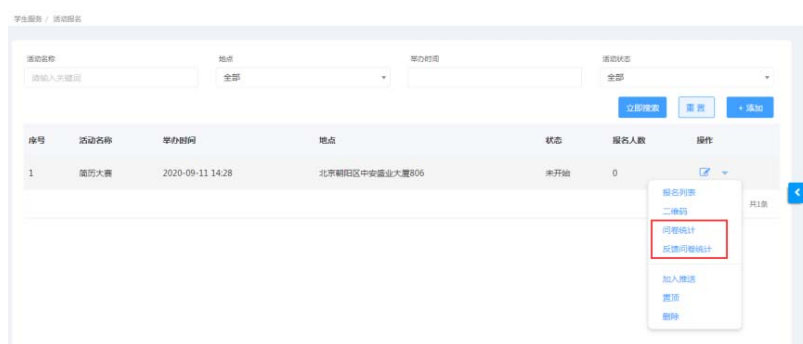 学生服务 / 活动报名
活动名称 地点 举办时间 活动状态
请输入关键词 全部 全部
立即搜索 重置 + 添加
序号 活动名称 举办时间 地点 状态 报名人数 操作
1 简历大赛 2020-09-11 14:28 北京朝阳区中安盛业大厦806 未开始 0
报名列表
共1条
二维码
问卷统计
反馈问卷统计
加入推送
置顶
删除